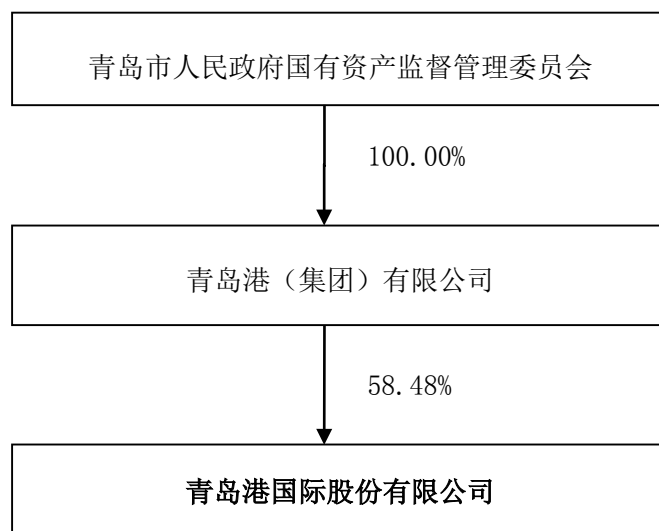 青岛市人民政府国有资产监督管理委员会
100.00%
青岛港（集团）有限公司
58.48%
青岛港国际股份有限公司